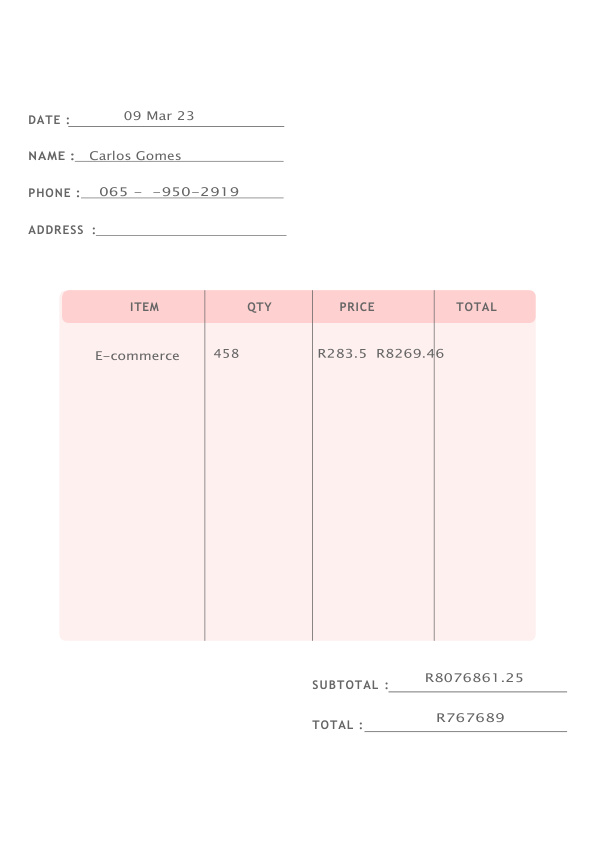 DATE : 09 Mar 23
NAME : Carlos Gomes
PHONE : 065 – –950–2919
ADDRESS :
ITEM QTY PRICE TOTAL
E–commerce 458 R283.5 R8269.46
SUBTOTAL : R8076861.25
TOTAL : R767689